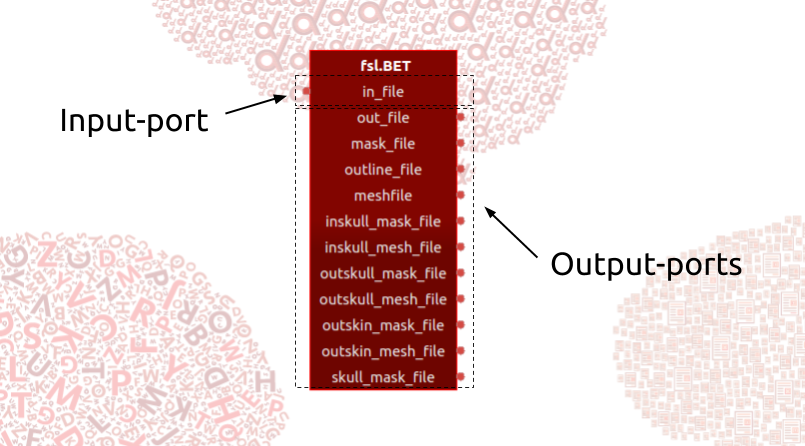 fsl.BET
in_file
Input-port
out_file
mask_file
outline_file
meshfile
inskull_mask_file
inskull_mesh_file
Output-ports
outskull_mask_file
outskull_mesh_file
outskin_mask_file
outskin_mesh_file
skull_mask_file